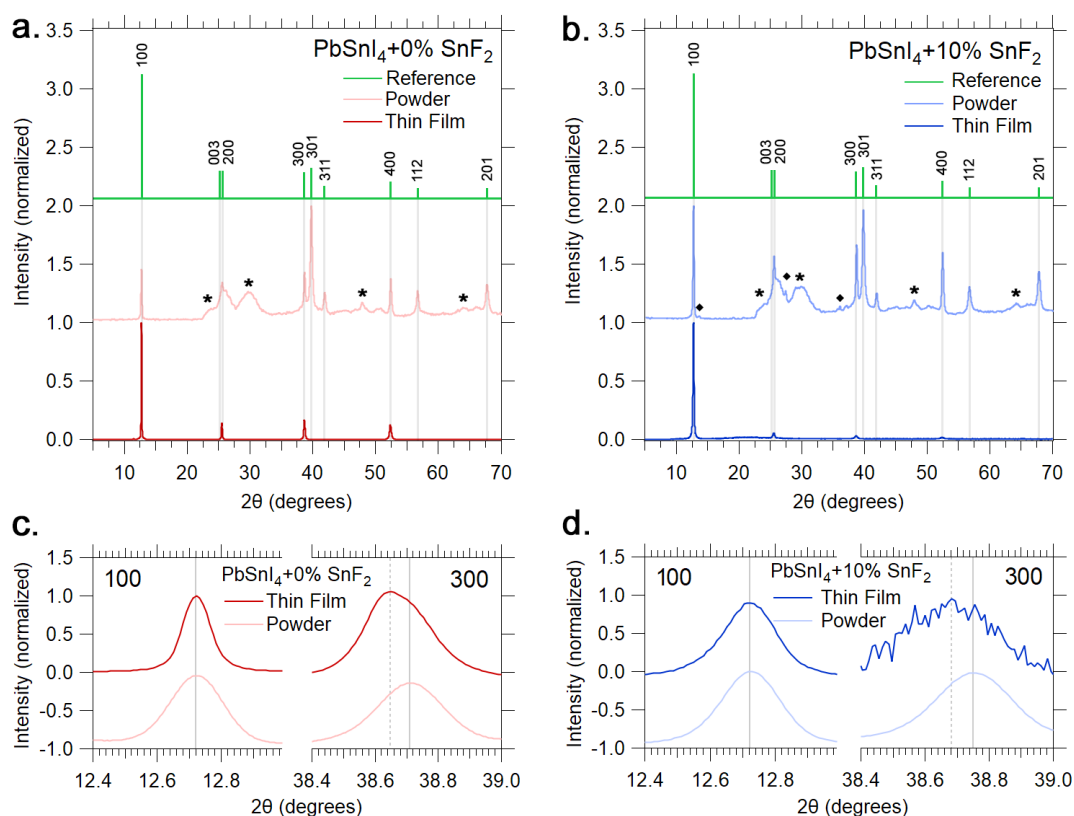 a.
PbSnI₄+0% SnF₂
Reference
Powder
Thin Film
100
003
200
300
301
311
400
112
201
* * * *
3.5
3.0
2.5
2.0
1.5
1.0
0.5
0.0
Intensity (normalized)
10 20 30 40 50 60 70
2θ (degrees)
b.
PbSnI₄+10% SnF₂
Reference
Powder
Thin Film
100
003
200
300
301
311
400
112
201
◆ * ◆ * ◆ * *
3.5
3.0
2.5
2.0
1.5
1.0
0.5
0.0
Intensity (normalized)
10 20 30 40 50 60 70
2θ (degrees)
c.
100
PbSnI₄+0% SnF₂
300
Thin Film
Powder
1.5
1.0
0.5
0.0
-0.5
-1.0
Intensity (normalized)
12.4 12.6 12.8 38.4 38.6 38.8 39.0
2θ (degrees)
d.
100
PbSnI₄+10% SnF₂
300
Thin Film
Powder
1.5
1.0
0.5
0.0
-0.5
-1.0
Intensity (normalized)
12.4 12.6 12.8 38.4 38.6 38.8 39.0
2θ (degrees)